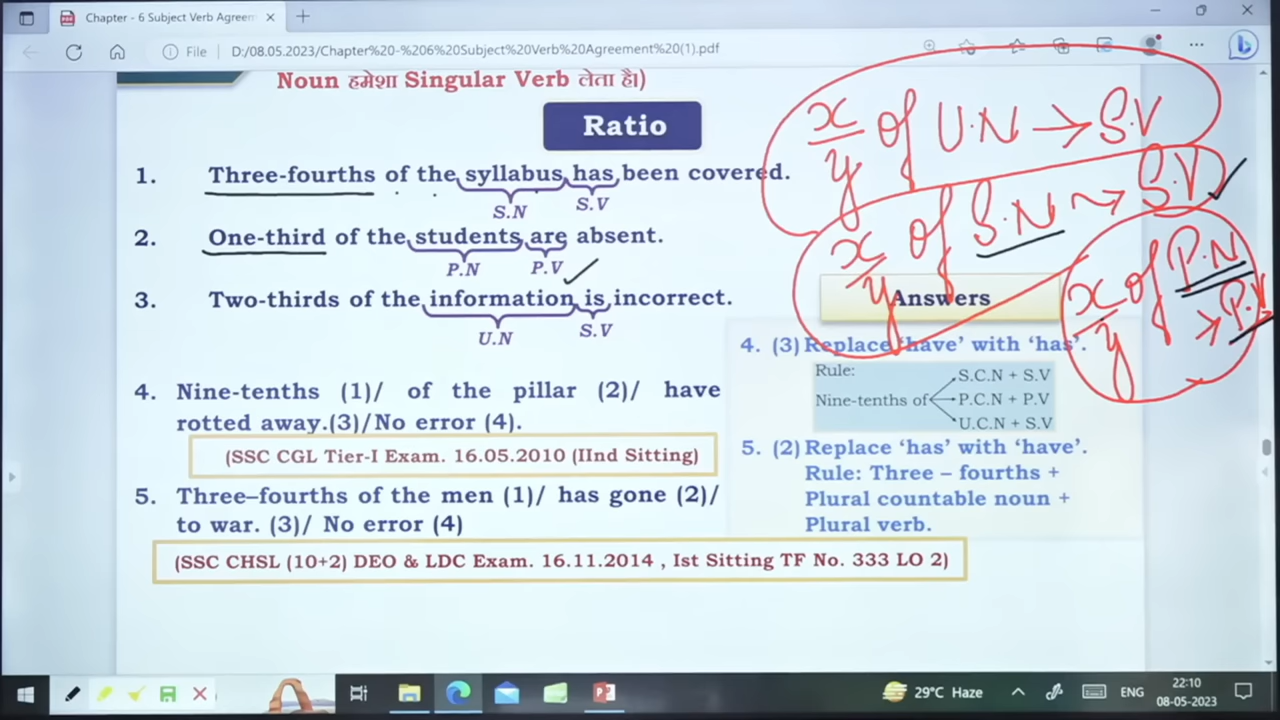 Chapter - 6 Subject Verb Agreem
File
D:/08.05.2023/Chapter%20-%206%20Subject%20Verb%20Agreement%20(1).pdf
Noun हमेशा Singular Verb लेता है।)
Ratio
1. Three-fourths of the syllabus has been covered.
S.N S.V
2. One-third of the students are absent.
P.N P.V
3. Two-thirds of the information is incorrect.
U.N S.V
4. Nine-tenths (1)/ of the pillar (2)/ have
rotted away.(3)/No error (4).
(SSC CGL Tier-I Exam. 16.05.2010 (IInd Sitting)
5. Three–fourths of the men (1)/ has gone (2)/
to war. (3)/ No error (4)
(SSC CHSL (10+2) DEO & LDC Exam. 16.11.2014 , Ist Sitting TF No. 333 LO 2)
x/y of U.N → S.V
x/y of S.N → S.V
x/y of P.N
→ P.V
Answers
4. (3) Replace ‘have’ with ‘has’.
Rule:
Nine-tenths of
S.C.N + S.V
P.C.N + P.V
U.C.N + S.V
5. (2) Replace ‘has’ with ‘have’.
Rule: Three – fourths +
Plural countable noun +
Plural verb.
29°C Haze
ENG
22:10
08-05-2023